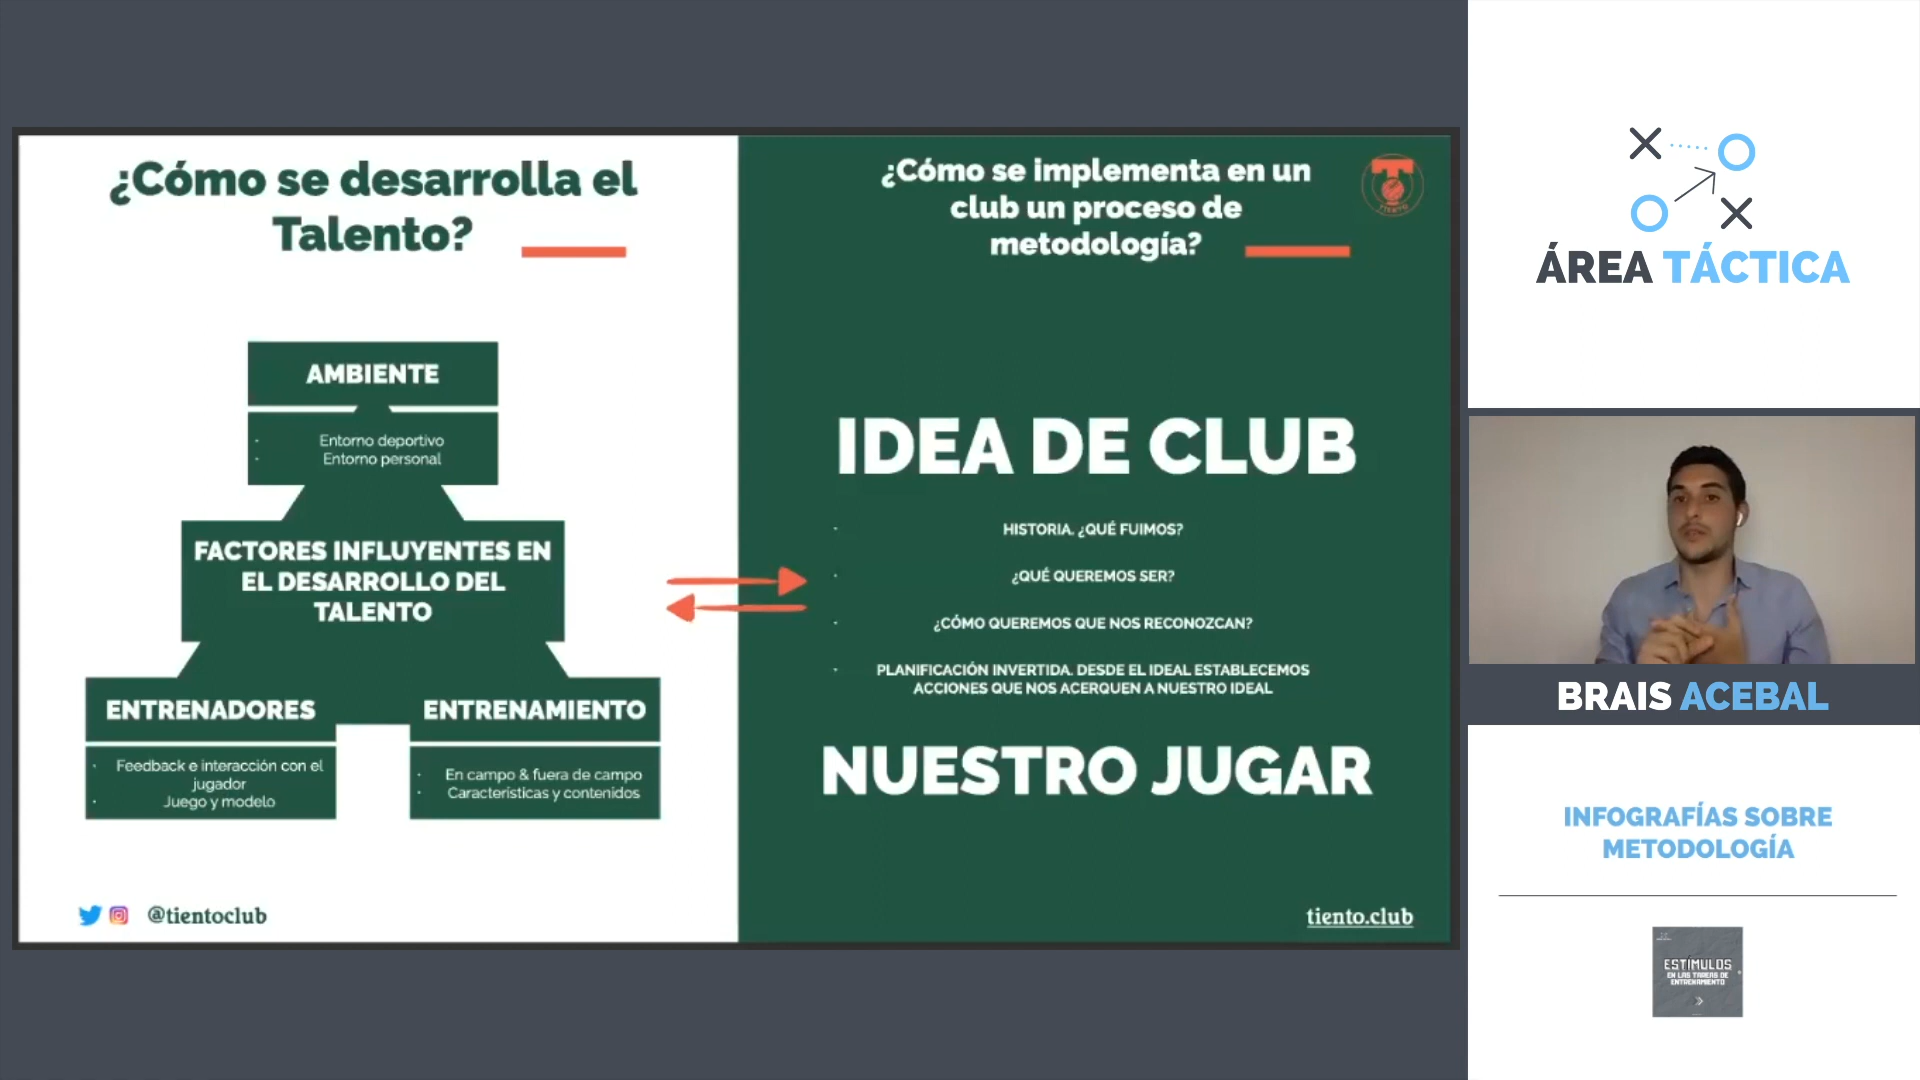 ¿Cómo se desarrolla el
Talento?
AMBIENTE
Entorno deportivo
Entorno personal
FACTORES INFLUYENTES EN
EL DESARROLLO DEL
TALENTO
ENTRENADORES
Feedback e interacción con el
jugador
Juego y modelo
ENTRENAMIENTO
En campo & fuera de campo
Características y contenidos
@tientoclub
¿Cómo se implementa en un
club un proceso de
metodología?
TIENTO
IDEA DE CLUB
HISTORIA. ¿QUÉ FUIMOS?
¿QUÉ QUEREMOS SER?
¿CÓMO QUEREMOS QUE NOS RECONOZCAN?
PLANIFICACIÓN INVERTIDA. DESDE EL IDEAL ESTABLECEMOS
ACCIONES QUE NOS ACERQUEN A NUESTRO IDEAL
NUESTRO JUGAR
tiento.club
ÁREA TÁCTICA
BRAIS ACEBAL
INFOGRAFÍAS SOBRE
METODOLOGÍA
ESTÍMULOS
EN LAS TAREAS DE
ENTRENAMIENTO